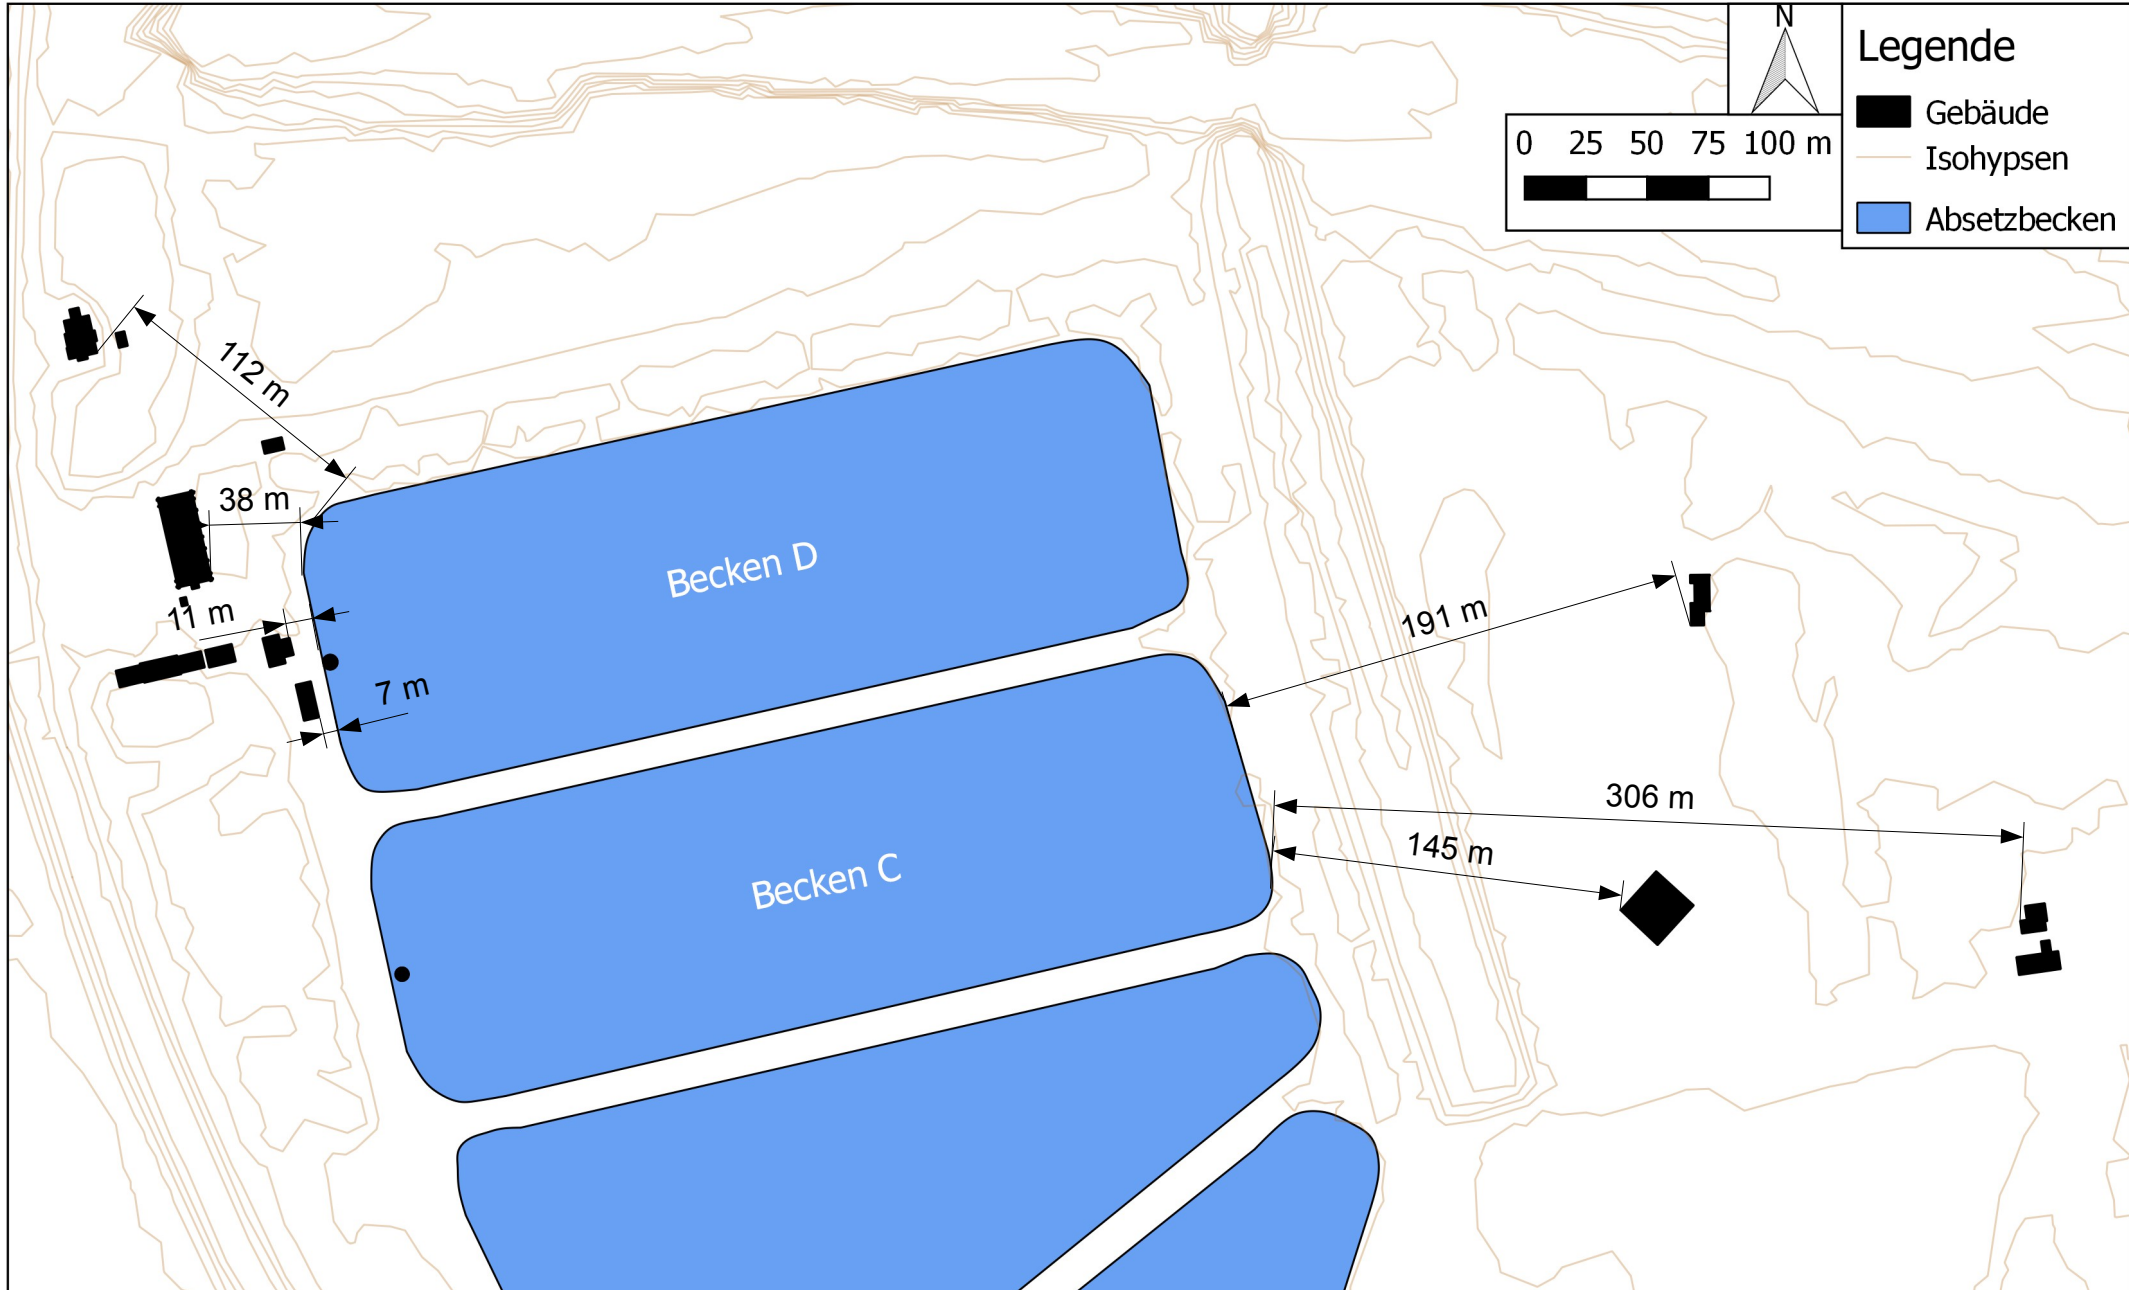 N
Legende
0 25 50 75 100 m
Gebäude
Isohypsen
Absetzbecken
112 m
38 m
11 m
7 m
Becken D
191 m
306 m
145 m
Becken C